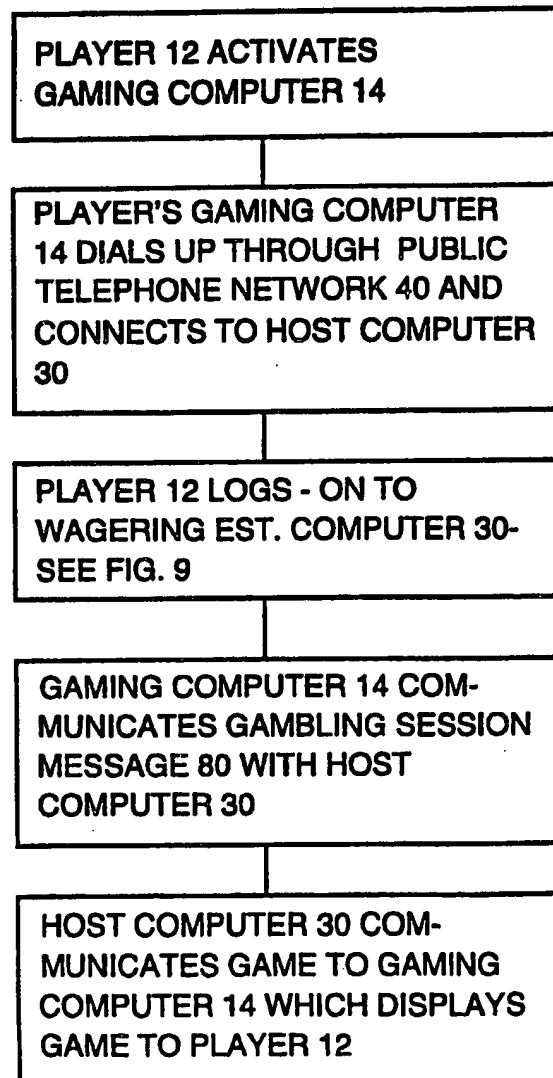 PLAYER 12 ACTIVATES
GAMING COMPUTER 14
PLAYER'S GAMING COMPUTER
14 DIALS UP THROUGH PUBLIC
TELEPHONE NETWORK 40 AND
CONNECTS TO HOST COMPUTER
30
PLAYER 12 LOGS - ON TO
WAGERING EST. COMPUTER 30-
SEE FIG. 9
GAMING COMPUTER 14 COM-
MUNICATES GAMBLING SESSION
MESSAGE 80 WITH HOST
COMPUTER 30
HOST COMPUTER 30 COM-
MUNICATES GAME TO GAMING
COMPUTER 14 WHICH DISPLAYS
GAME TO PLAYER 12